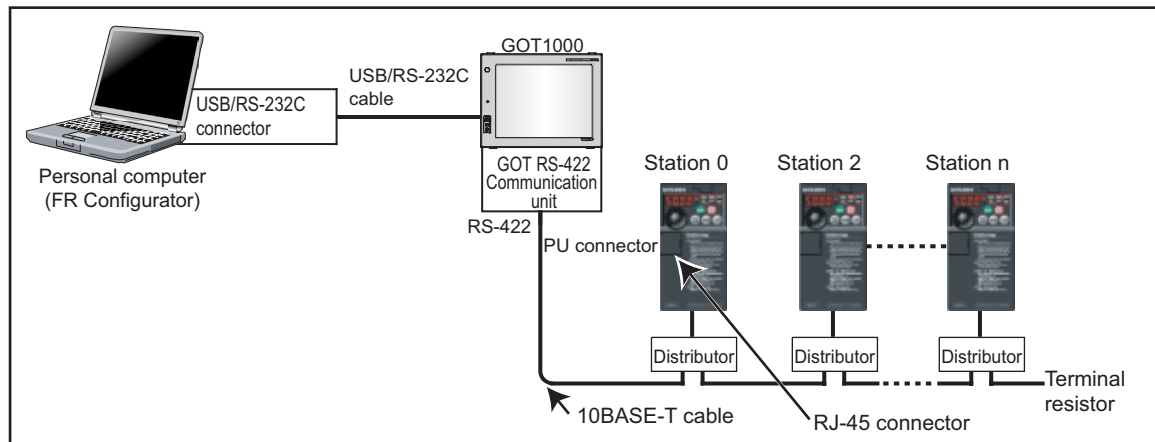 GOT1000
USB/RS-232C
cable
USB/RS-232C
connector
Personal computer
(FR Configurator)
GOT RS-422
Communication
unit
RS-422
Station 0
Station 2
Station n
PU connector
Distributor
Distributor
Distributor
Terminal
resistor
10BASE-T cable
RJ-45 connector